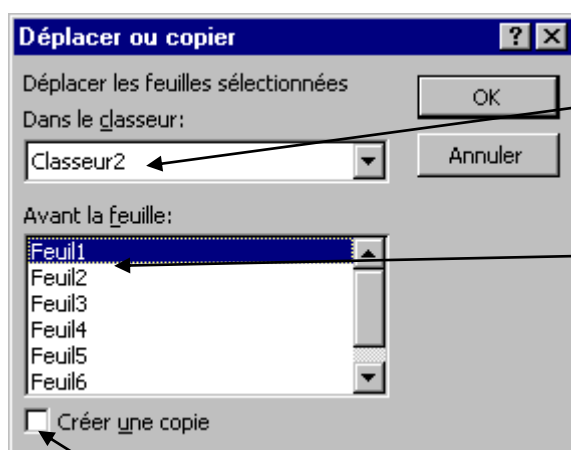 Déplacer ou copier
Déplacer les feuilles sélectionnées
OK
Dans le classeur:
Classeur2
Annuler
Avant la feuille:
Feuil1
Feuil2
Feuil3
Feuil4
Feuil5
Feuil6
Créer une copie